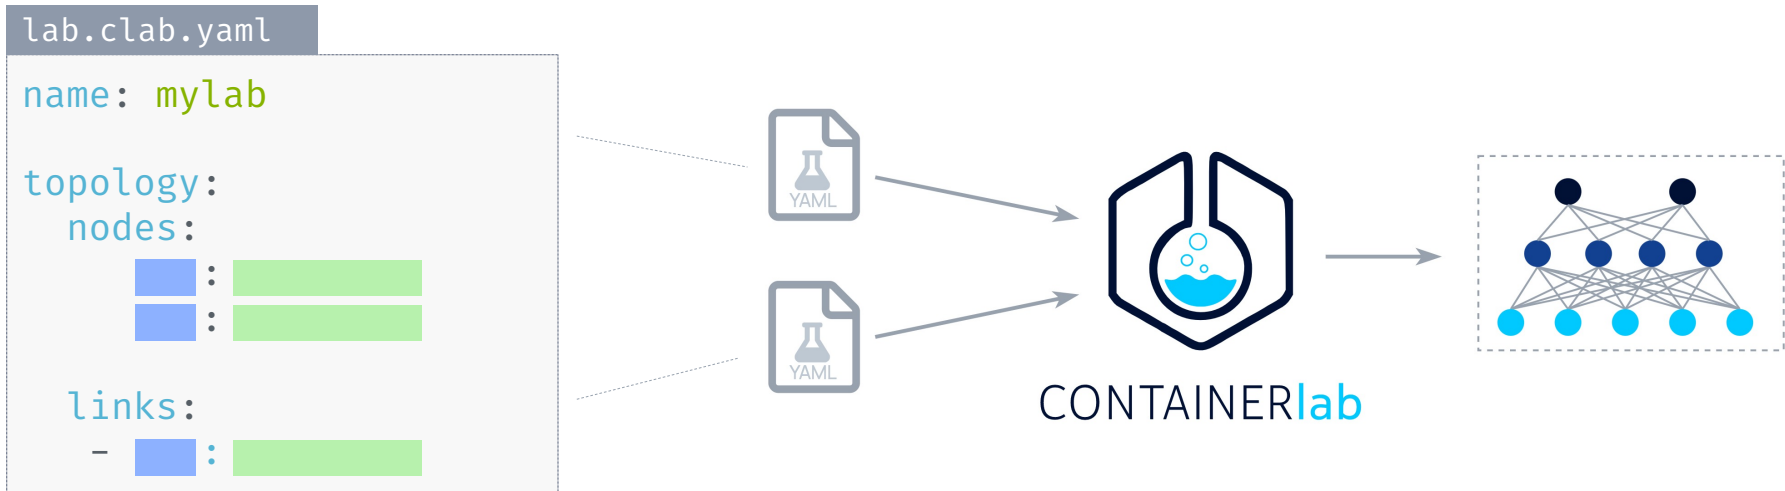 lab.clab.yaml
name: mylab
topology:
nodes:
:
:
links:
- :
YAML
YAML
CONTAINERlab